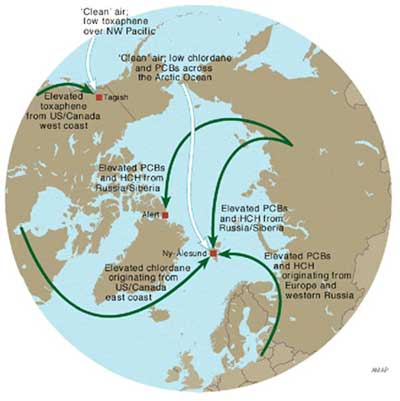 'Clean' air;
low toxaphene
over NW Pacific
'Clean' air; low chlordane
and PCBs across
the Arctic Ocean
Tagish
Elevated
toxaphene
from US/Canada
west coast
Elevated PCBs
and HCH from
Russia/Siberia
Alert
Elevated PCBs
and HCH from
Russia/Siberia
Ny-Ålesund
Elevated chlordane
originating from
US/Canada
east coast
Elevated PCBs
and HCH
originating from
Europe and
western Russia
AMAP